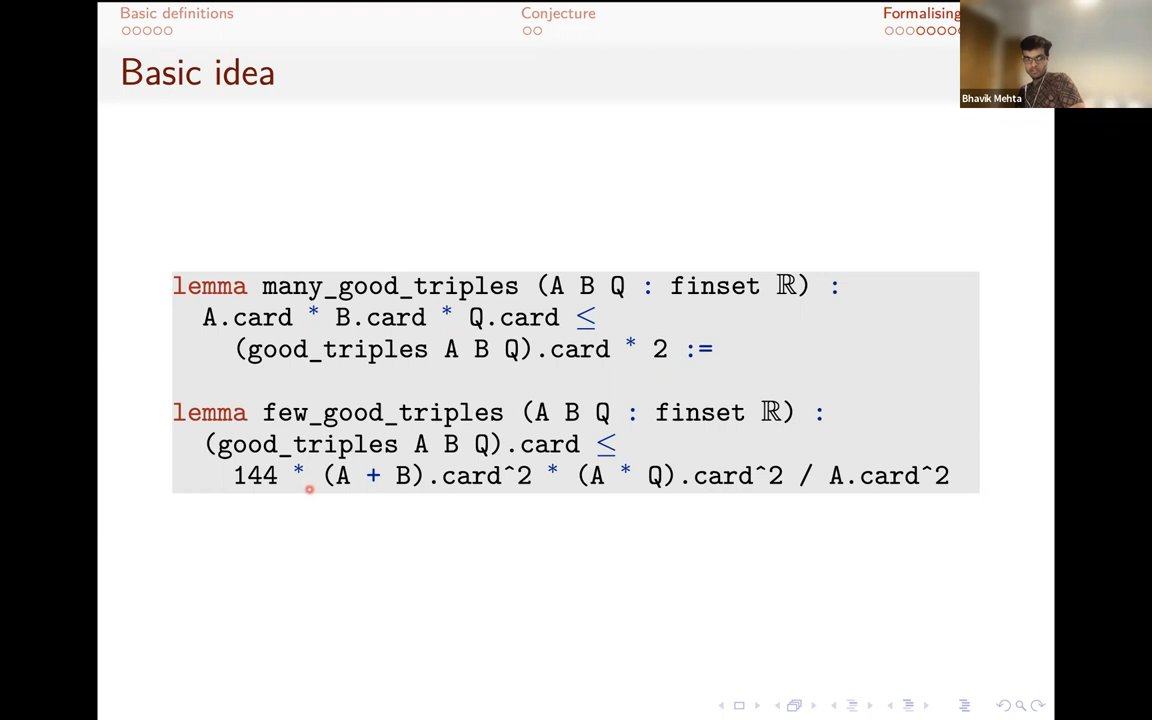 Basic definitions
Conjecture
Formalising
Basic idea
Bhavik Mehta
lemma many_good_triples (A B Q : finset ℝ) :
A.card * B.card * Q.card ≤
(good_triples A B Q).card * 2 :=
lemma few_good_triples (A B Q : finset ℝ) :
(good_triples A B Q).card ≤
144 * (A + B).card^2 * (A * Q).card^2 / A.card^2